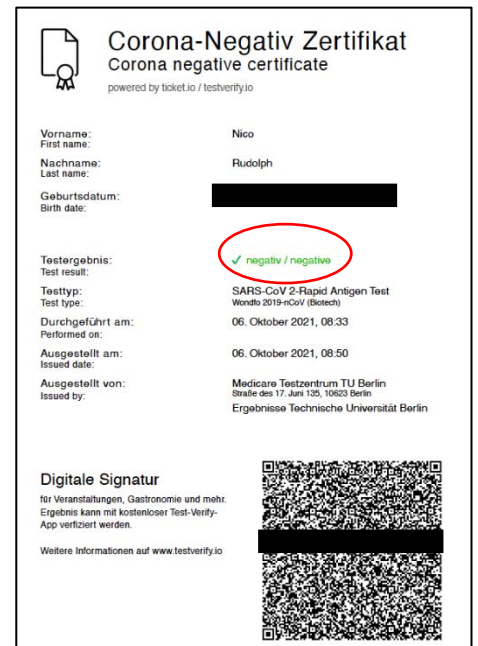 Corona-Negativ Zertifikat
Corona negative certificate
powered by ticket.io / testverify.io
Vorname: Nico
First name:
Nachname: Rudolph
Last name:
Geburtsdatum:
Birth date:
Testergebnis: ✓ negativ / negative
Test result:
Testtyp: SARS-CoV 2-Rapid Antigen Test
Test type: Wondfo 2019-nCoV (Biotech)
Durchgeführt am: 06. Oktober 2021, 08:33
Performed on:
Ausgestellt am: 06. Oktober 2021, 08:50
Issued date:
Ausgestellt von: Medicare Testzentrum TU Berlin
Issued by: Straße des 17. Juni 135, 10623 Berlin
Ergebnisse Technische Universität Berlin
Digitale Signatur
für Veranstaltungen, Gastronomie und mehr.
Ergebnis kann mit kostenloser Test-Verify-
App verfiziert werden.
Weitere Informationen auf www.testverify.io